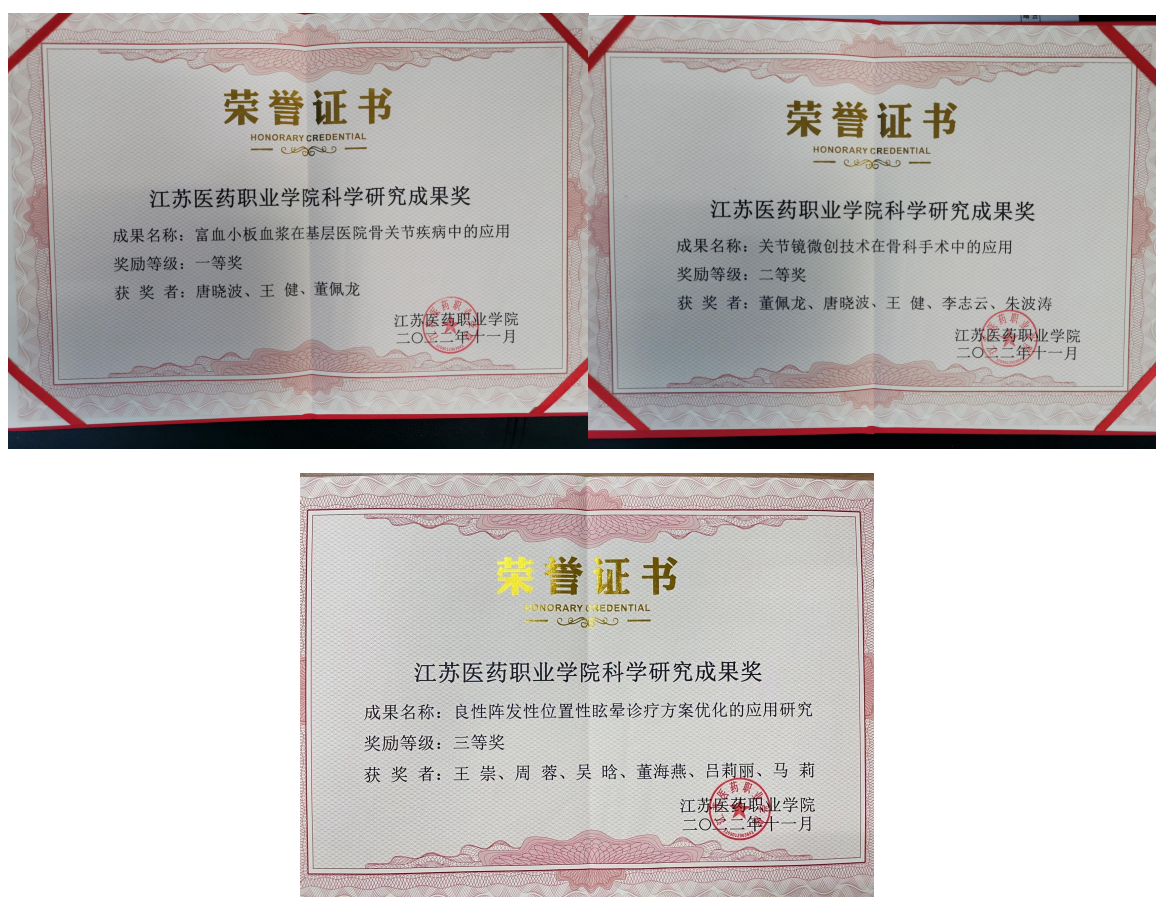 荣誉证书
HONORARY CREDENTIAL
江苏医药职业学院科学研究成果奖
成果名称：富血小板血浆在基层医院骨关节疾病中的应用
奖励等级：一等奖
获 奖 者：唐晓波、王 健、董佩龙
江苏医药职业学院
二〇二二年十一月
荣誉证书
HONORARY CREDENTIAL
江苏医药职业学院科学研究成果奖
成果名称：关节镜微创技术在骨科手术中的应用
奖励等级：二等奖
获 奖 者：董佩龙、唐晓波、王 健、李志云、朱波涛
江苏医药职业学院
二〇二二年十一月
荣誉证书
HONORARY CREDENTIAL
江苏医药职业学院科学研究成果奖
成果名称：良性阵发性位置性眩晕诊疗方案优化的应用研究
奖励等级：三等奖
获 奖 者：王 崇、周 蓉、吴 晗、董海燕、吕莉丽、马 莉
江苏医药职业学院
二〇二二年十一月